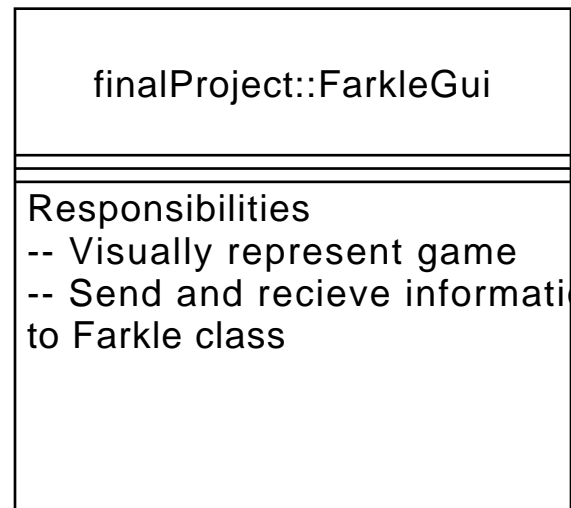 finalProject::FarkleGui
Responsibilities
-- Visually represent game
-- Send and recieve informati
to Farkle class